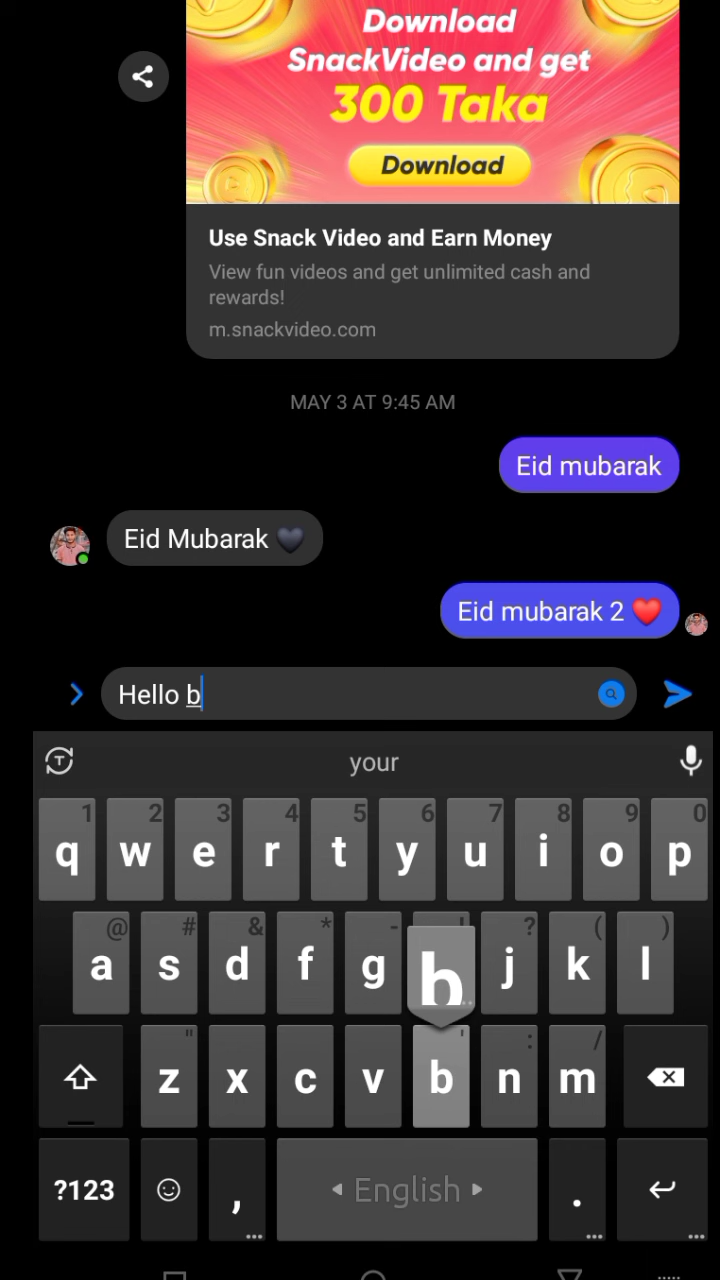 Download
SnackVideo and get
300 Taka
Download
Use Snack Video and Earn Money
View fun videos and get unlimited cash and
rewards!
m.snackvideo.com
MAY 3 AT 9:45 AM
Eid mubarak
Eid Mubarak 🖤
Eid mubarak 2 ❤️
Hello b
T your
1 2 3 4 5 6 7 8 9 0
q w e r t y u i o p
@ # & * - ! ? ( )
a s d f g b j k l
" ' : /
z x c v b n m
?123 , English .